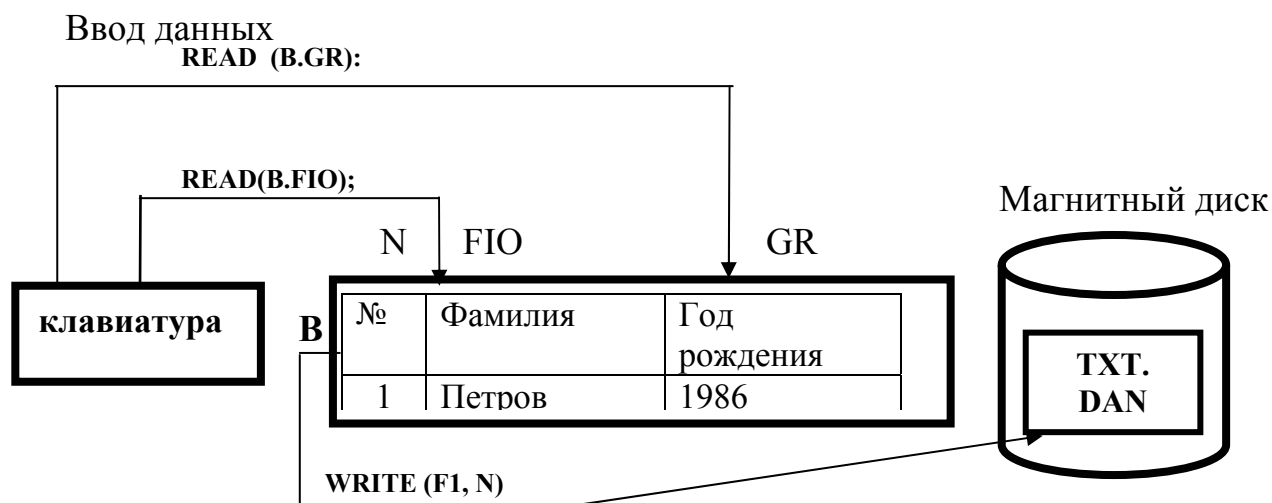 Ввод данных
READ (B.GR):
READ(B.FIO);
Магнитный диск
N FIO GR
клавиатура
B
№ Фамилия Год
рождения
1 Петров 1986
TXT.
DAN
WRITE (F1, N)